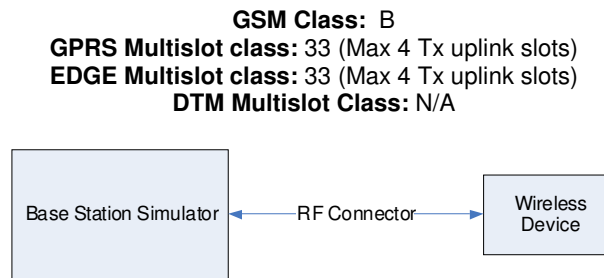 GSM Class: B
GPRS Multislot class: 33 (Max 4 Tx uplink slots)
EDGE Multislot class: 33 (Max 4 Tx uplink slots)
DTM Multislot Class: N/A
Base Station Simulator
RF Connector
Wireless
Device